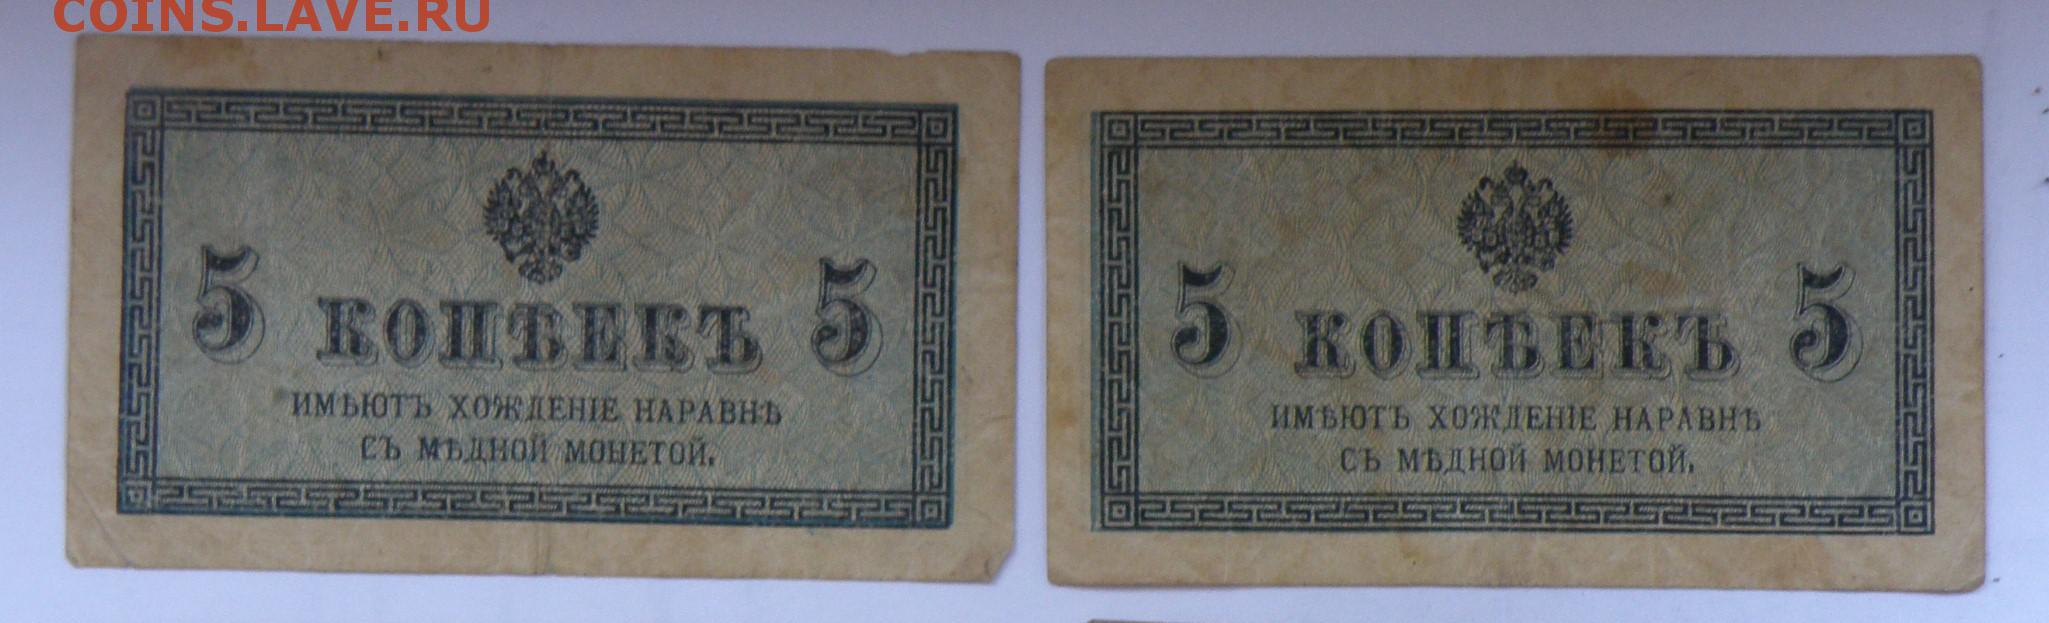 COINS.LAVE.RU
5 КОПѢЕКЪ 5
ИМѢЮТЪ ХОЖДЕНІЕ НАРАВНѢ
СЪ МѢДНОЙ МОНЕТОЙ.
5 КОПѢЕКЪ 5
ИМѢЮТЪ ХОЖДЕНІЕ НАРАВНѢ
СЪ МѢДНОЙ МОНЕТОЙ.